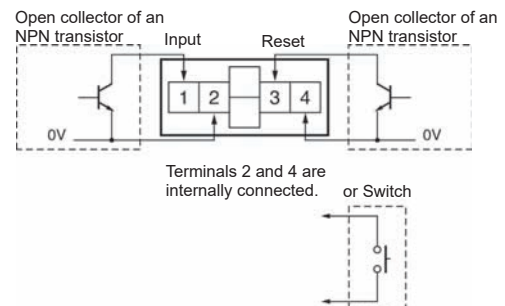 Open collector of an
NPN transistor
Input
Reset
Open collector of an
NPN transistor
1 2 3 4
0V
0V
Terminals 2 and 4 are
internally connected.
or Switch